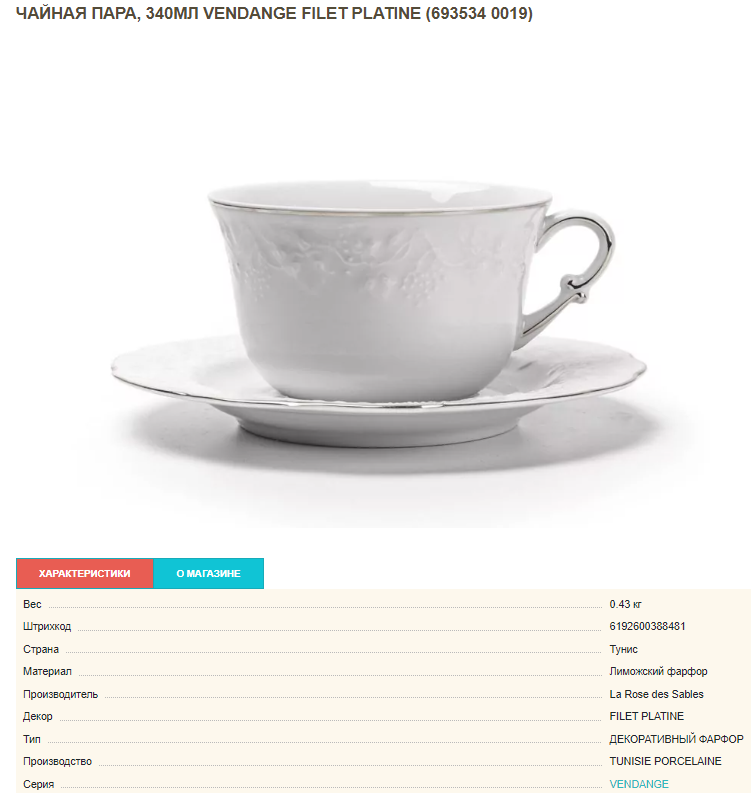 ЧАЙНАЯ ПАРА, 340МЛ VENDANGE FILET PLATINE (693534 0019)
ХАРАКТЕРИСТИКИ О МАГАЗИНЕ
Вес 0.43 кг
Штрихкод 6192600388481
Страна Тунис
Материал Лиможский фарфор
Производитель La Rose des Sables
Декор FILET PLATINE
Тип ДЕКОРАТИВНЫЙ ФАРФОР
Производство TUNISIE PORCELAINE
Серия VENDANGE